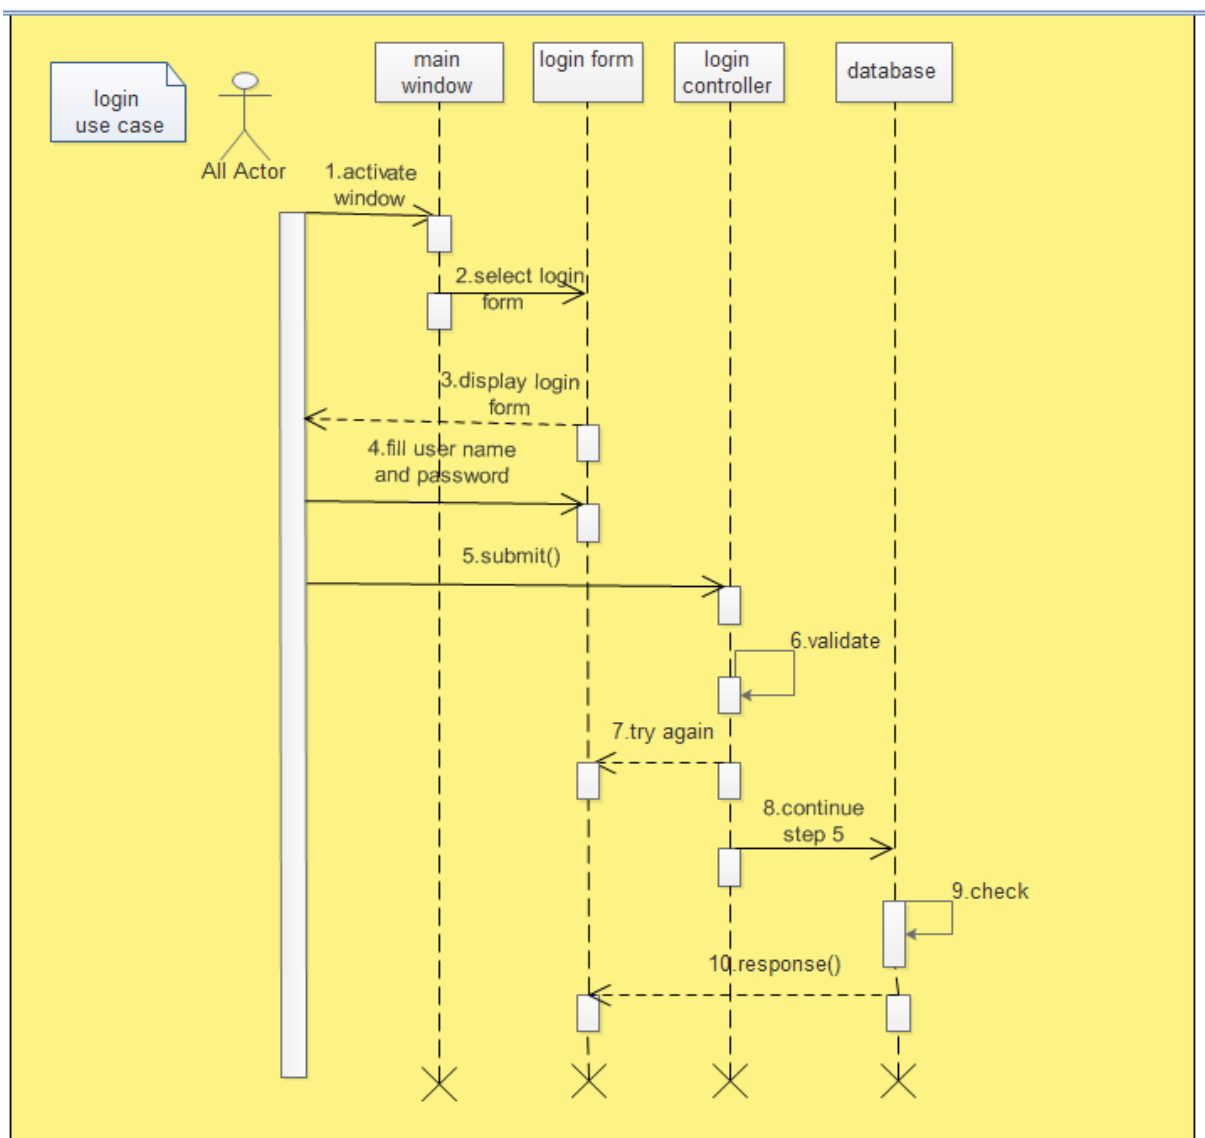 login
use case
All Actor
main
window
login form
login
controller
database
1.activate
window
2.select login
form
3.display login
form
4.fill user name
and password
5.submit()
6.validate
7.try again
8.continue
step 5
9.check
10.response()